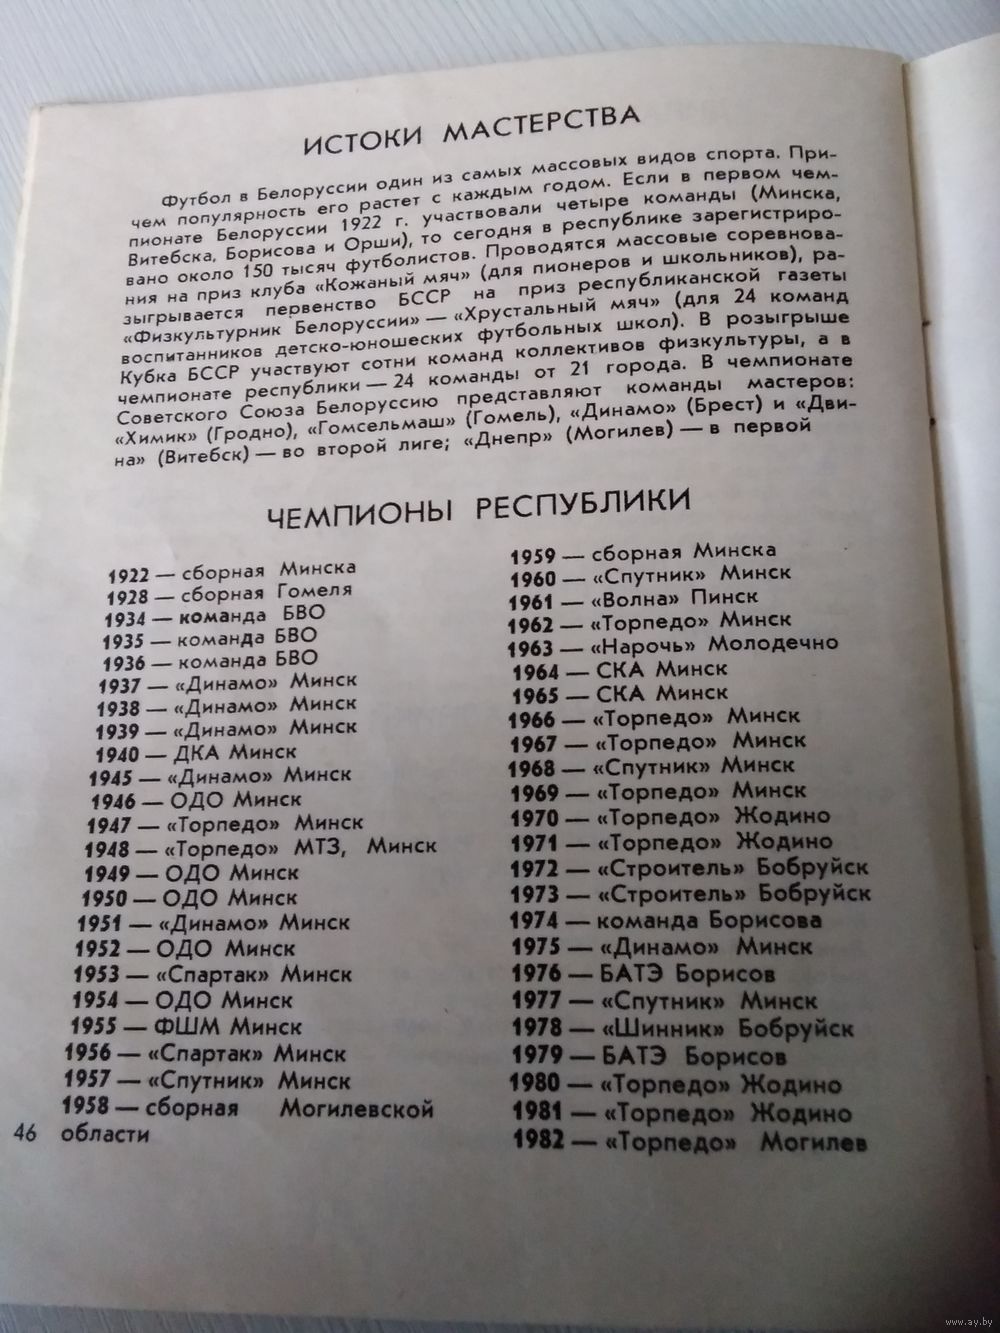 ИСТОКИ МАСТЕРСТВА
Футбол в Белоруссии один из самых массовых видов спорта. При-
чем популярность его растет с каждым годом. Если в первом чем-
пионате Белоруссии 1922 г. участвовали четыре команды (Минска,
Витебска, Борисова и Орши), то сегодня в республике зарегистриро-
вано около 150 тысяч футболистов. Проводятся массовые соревнова-
ния на приз клуба «Кожаный мяч» (для пионеров и школьников), ра-
зыгрывается первенство БССР на приз республиканской газеты
«Физкультурник Белоруссии» — «Хрустальный мяч» (для 24 команд
воспитанников детско-юношеских футбольных школ). В розыгрыше
Кубка БССР участвуют сотни команд коллективов физкультуры, а в
чемпионате республики — 24 команды от 21 города. В чемпионате
Советского Союза Белоруссию представляют команды мастеров:
«Химик» (Гродно), «Гомсельмаш» (Гомель), «Динамо» (Брест) и «Дви-
на» (Витебск) — во второй лиге; «Днепр» (Могилев) — в первой
ЧЕМПИОНЫ РЕСПУБЛИКИ
1922 — сборная Минска
1928 — сборная Гомеля
1934 — команда БВО
1935 — команда БВО
1936 — команда БВО
1937 — «Динамо» Минск
1938 — «Динамо» Минск
1939 — «Динамо» Минск
1940 — ДКА Минск
1945 — «Динамо» Минск
1946 — ОДО Минск
1947 — «Торпедо» Минск
1948 — «Торпедо» МТЗ, Минск
1949 — ОДО Минск
1950 — ОДО Минск
1951 — «Динамо» Минск
1952 — ОДО Минск
1953 — «Спартак» Минск
1954 — ОДО Минск
1955 — ФШМ Минск
1956 — «Спартак» Минск
1957 — «Спутник» Минск
1958 — сборная Могилевской
области
1959 — сборная Минска
1960 — «Спутник» Минск
1961 — «Волна» Пинск
1962 — «Торпедо» Минск
1963 — «Нарочь» Молодечно
1964 — СКА Минск
1965 — СКА Минск
1966 — «Торпедо» Минск
1967 — «Торпедо» Минск
1968 — «Спутник» Минск
1969 — «Торпедо» Минск
1970 — «Торпедо» Жодино
1971 — «Торпедо» Жодино
1972 — «Строитель» Бобруйск
1973 — «Строитель» Бобруйск
1974 — команда Борисова
1975 — «Динамо» Минск
1976 — БАТЭ Борисов
1977 — «Спутник» Минск
1978 — «Шинник» Бобруйск
1979 — БАТЭ Борисов
1980 — «Торпедо» Жодино
1981 — «Торпедо» Жодино
1982 — «Торпедо» Могилев
46
www.ay.by